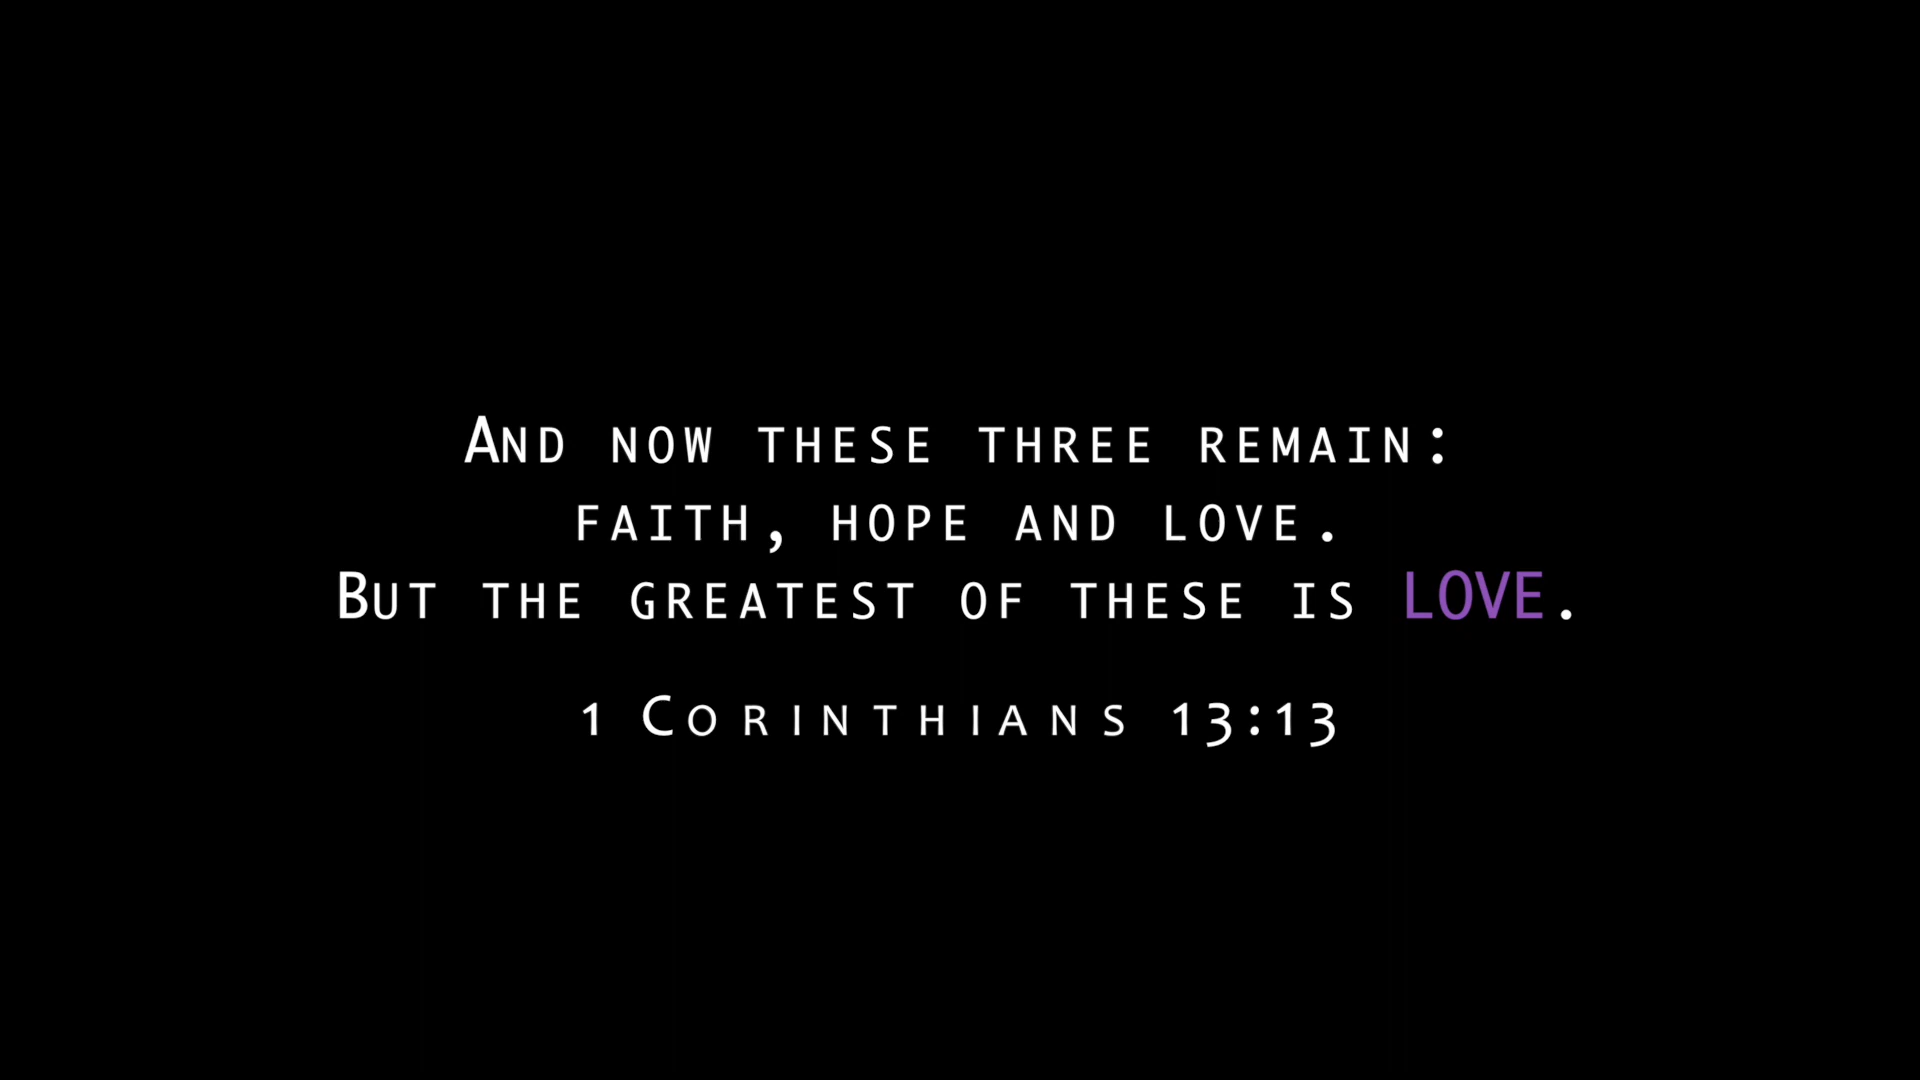 And now these three remain:
faith, hope and love.
But the greatest of these is LOVE.
1 Corinthians 13:13